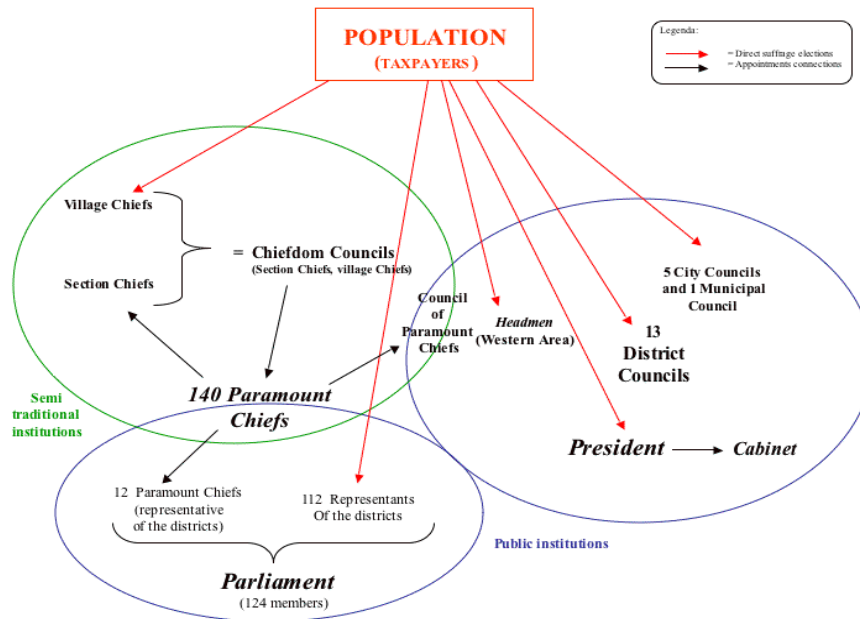 POPULATION
(TAXPAYERS)
Legenda:
= Direct suffrage elections
= Appointments connections
Village Chiefs
= Chiefdom Councils
(Section Chiefs, village Chiefs)
Section Chiefs
5 City Councils
and 1 Municipal
Council
Council
of
Paramount
Chiefs
Headmen
(Western Area)
13
District
Councils
140 Paramount
Chiefs
Semi
traditional
institutions
President
Cabinet
12 Paramount Chiefs
(representative
of the districts)
112 Representants
Of the districts
Public institutions
Parliament
(124 members)